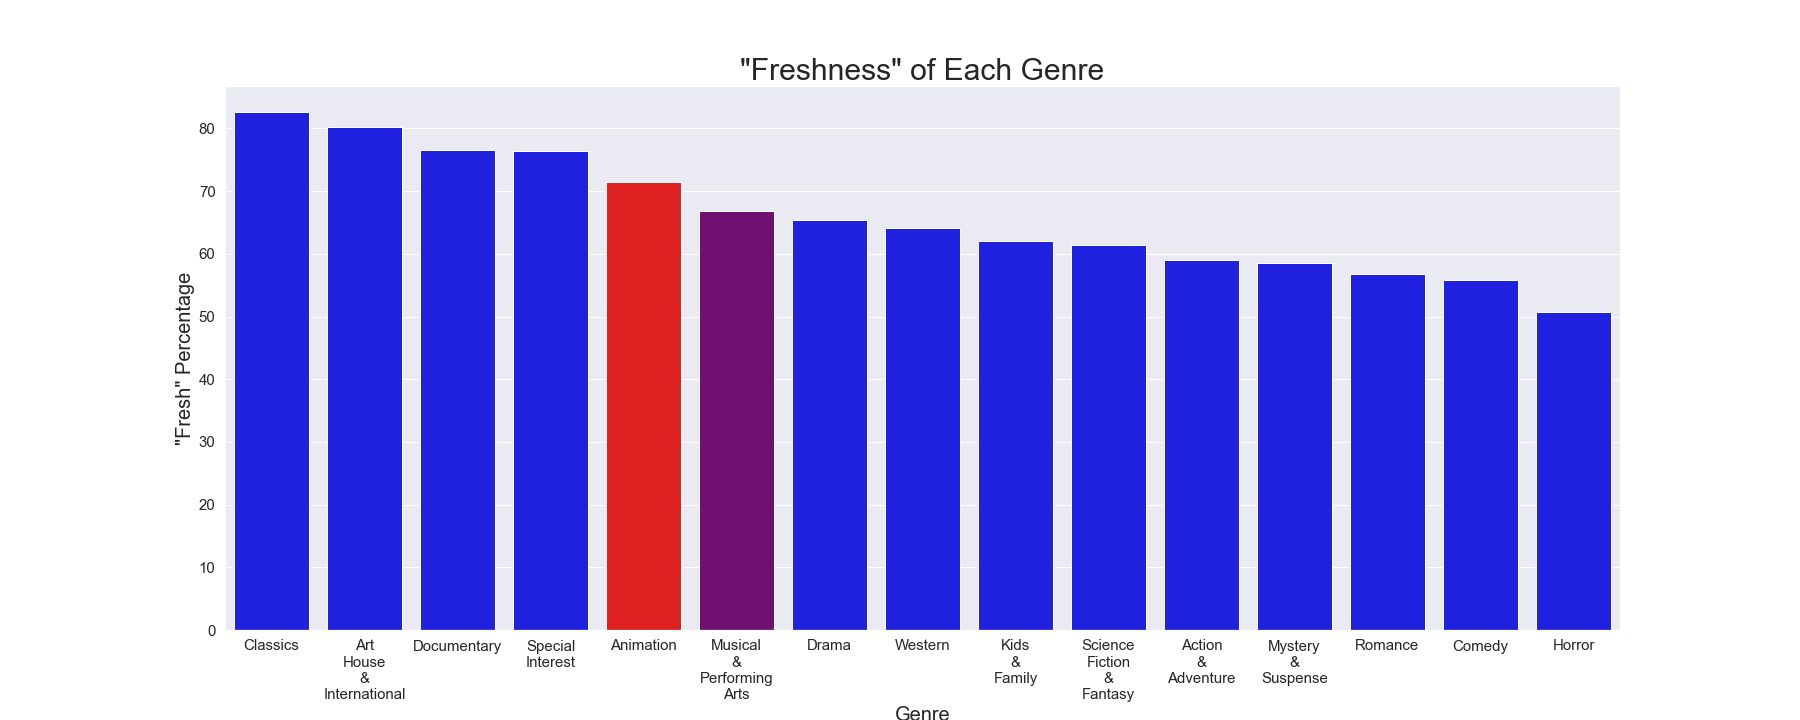 "Freshness" of Each Genre
"Fresh" Percentage
80
70
60
50
40
30
20
10
0
Classics
Art
House
&
International
Documentary
Special
Interest
Animation
Musical
&
Performing
Arts
Drama
Western
Kids
&
Family
Science
Fiction
&
Fantasy
Action
&
Adventure
Mystery
&
Suspense
Romance
Comedy
Horror
Genre